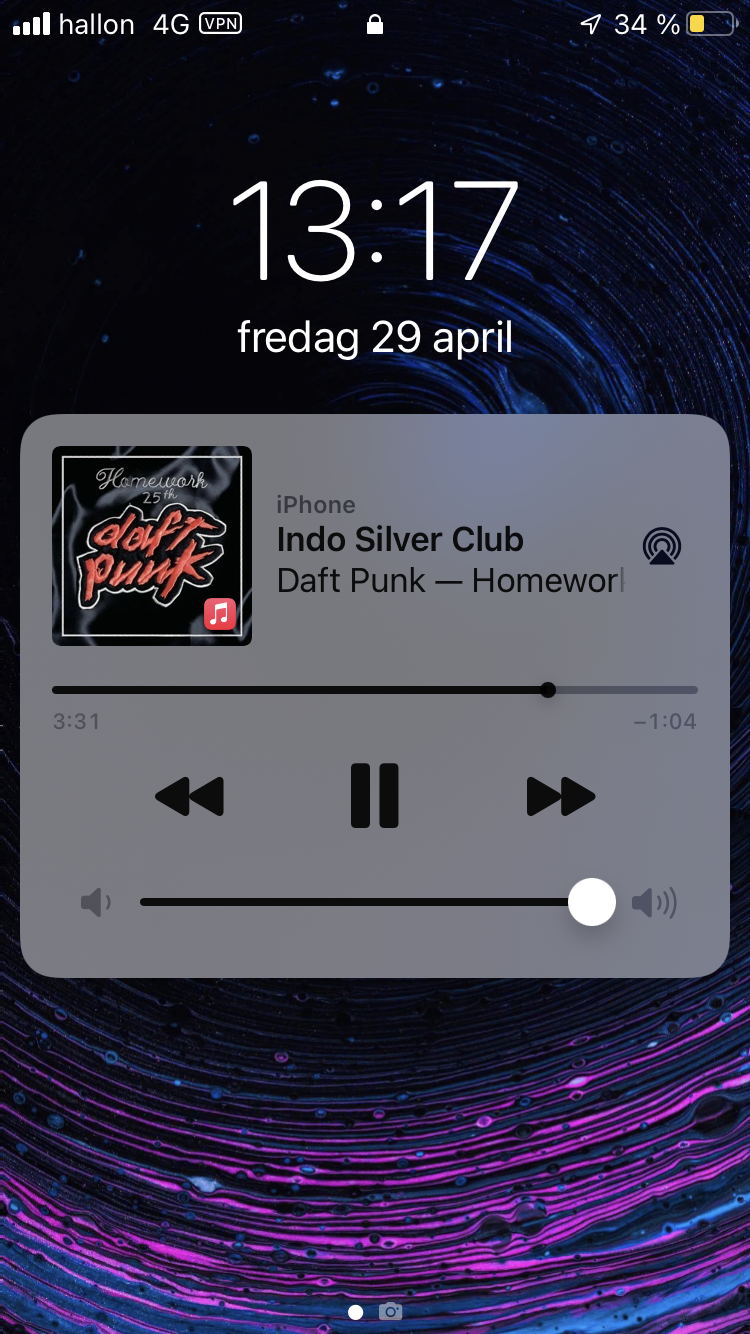 hallon 4G VPN 34 %
13:17
fredag 29 april
Homework
25th
daft
punk
iPhone
Indo Silver Club
Daft Punk — Homewor
3:31 −1:04